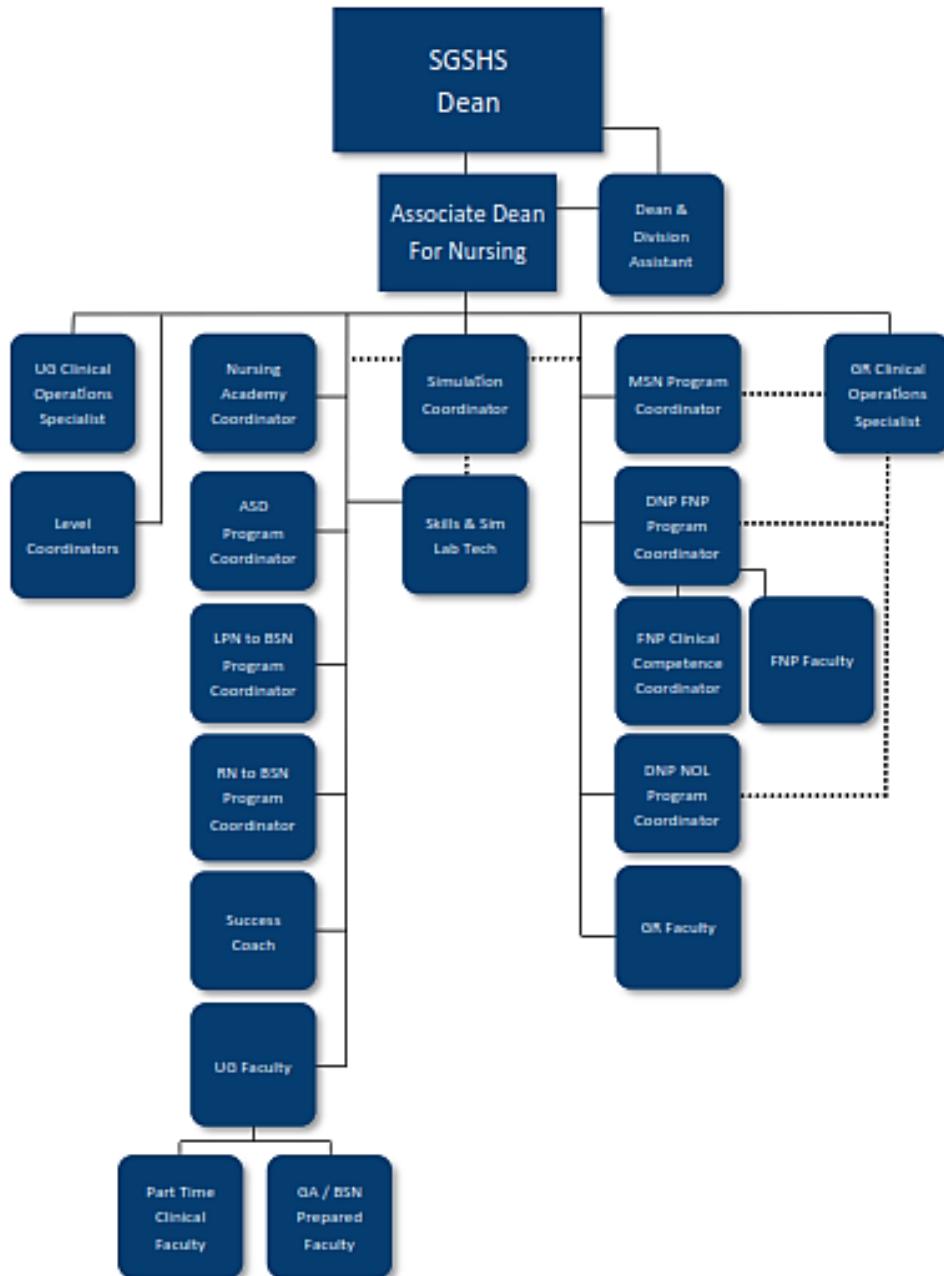 SGSHS
Dean
Associate Dean
For Nursing
Dean &
Division
Assistant
UG Clinical
Operations
Specialist
Nursing
Academy
Coordinator
Simulation
Coordinator
MSN Program
Coordinator
GR Clinical
Operations
Specialist
Level
Coordinators
ASD
Program
Coordinator
Skills & Sim
Lab Tech
DNP FNP
Program
Coordinator
LPN to BSN
Program
Coordinator
FNP Clinical
Competence
Coordinator
FNP Faculty
RN to BSN
Program
Coordinator
DNP NOL
Program
Coordinator
Success
Coach
GR Faculty
UG Faculty
Part Time
Clinical
Faculty
GA / BSN
Prepared
Faculty